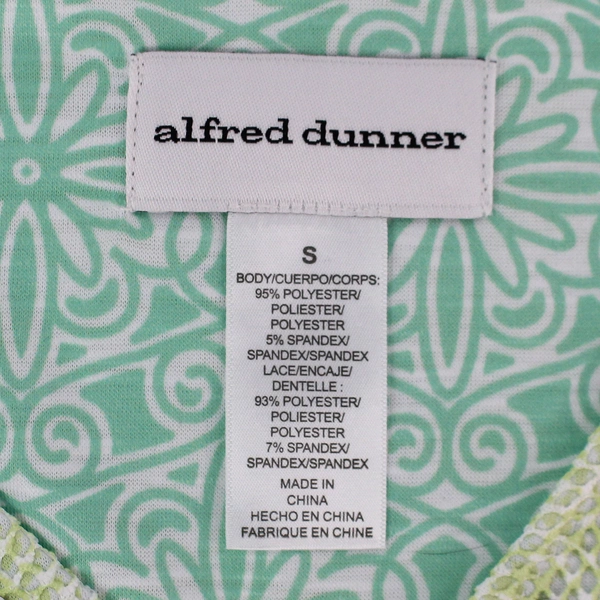 alfred dunner
S
BODY/CUERPO/CORPS:
95% POLYESTER/
POLIESTER/
POLYESTER
5% SPANDEX/
SPANDEX/SPANDEX
LACE/ENCAJE/
DENTELLE :
93% POLYESTER/
POLIESTER/
POLYESTER
7% SPANDEX/
SPANDEX/SPANDEX
MADE IN
CHINA
HECHO EN CHINA
FABRIQUE EN CHINE